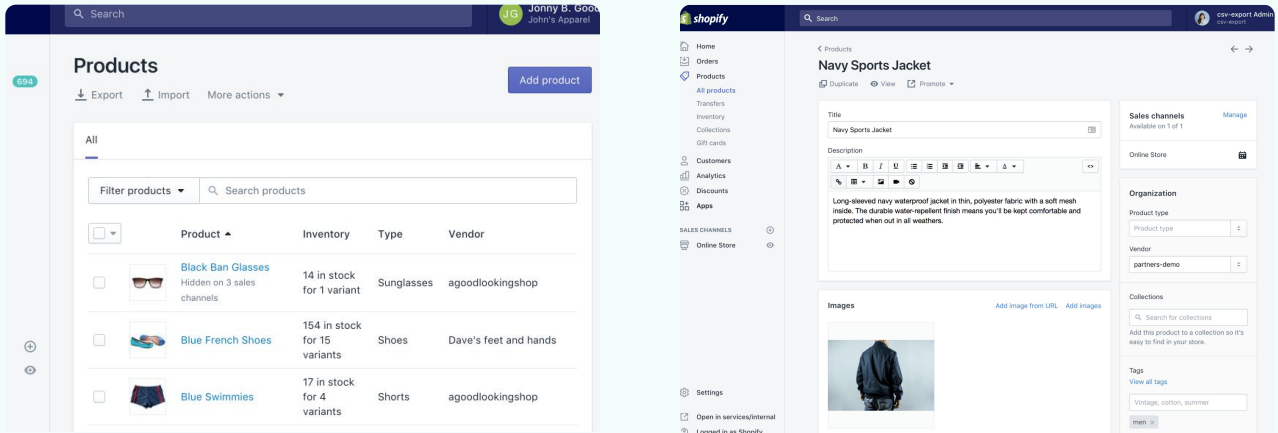 Search
JG
Jonny B. Good
John's Apparel
694
Products
Export
Import
More actions
Add product
All
Filter products
Search products
Product
Inventory
Type
Vendor
Black Ban Glasses
Hidden on 3 sales
channels
14 in stock
for 1 variant
Sunglasses
agoodlookingshop
Blue French Shoes
154 in stock
for 15
variants
Shoes
Dave's feet and hands
Blue Swimmies
17 in stock
for 4
variants
Shorts
agoodlookingshop
shopify
Search
csv-export Admin
csv-export
Home
Orders
Products
All products
Transfers
Inventory
Collections
Gift cards
Customers
Analytics
Discounts
Apps
SALES CHANNELS
Online Store
Settings
Open in services/internal
Logged in as Shopify
Products
Navy Sports Jacket
Duplicate
View
Promote
Title
Navy Sports Jacket
Description
A
B
I
U
A
Long-sleeved navy waterproof jacket in thin, polyester fabric with a soft mesh
inside. The durable water-repellent finish means you'll be kept comfortable and
protected when out in all weathers.
Images
Add image from URL
Add images
Sales channels
Manage
Available on 1 of 1
Online Store
Organization
Product type
Product type
Vendor
partners-demo
Collections
Search for collections
Add this product to a collection so it's
easy to find in your store.
Tags
View all tags
Vintage, cotton, summer
men ×